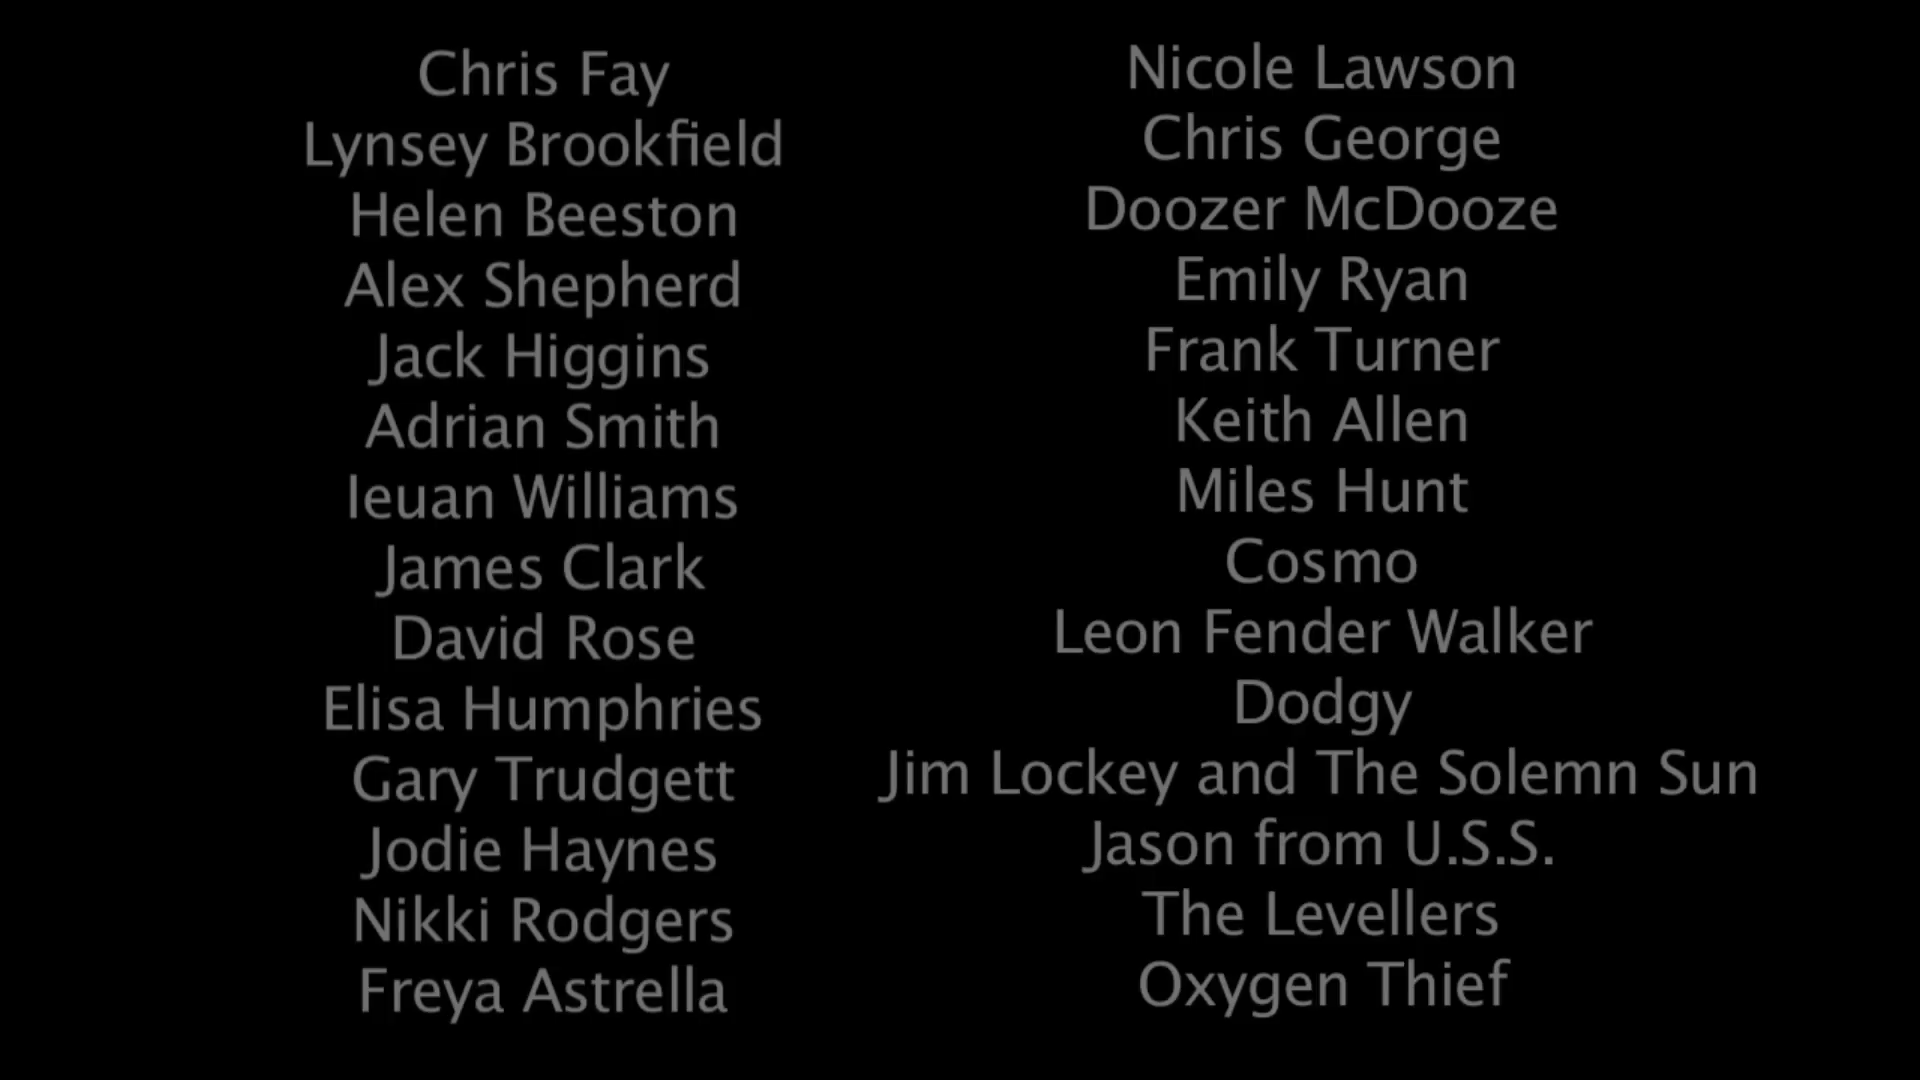 Chris Fay
Lynsey Brookfield
Helen Beeston
Alex Shepherd
Jack Higgins
Adrian Smith
Ieuan Williams
James Clark
David Rose
Elisa Humphries
Gary Trudgett
Jodie Haynes
Nikki Rodgers
Freya Astrella
Nicole Lawson
Chris George
Doozer McDooze
Emily Ryan
Frank Turner
Keith Allen
Miles Hunt
Cosmo
Leon Fender Walker
Dodgy
Jim Lockey and The Solemn Sun
Jason from U.S.S.
The Levellers
Oxygen Thief